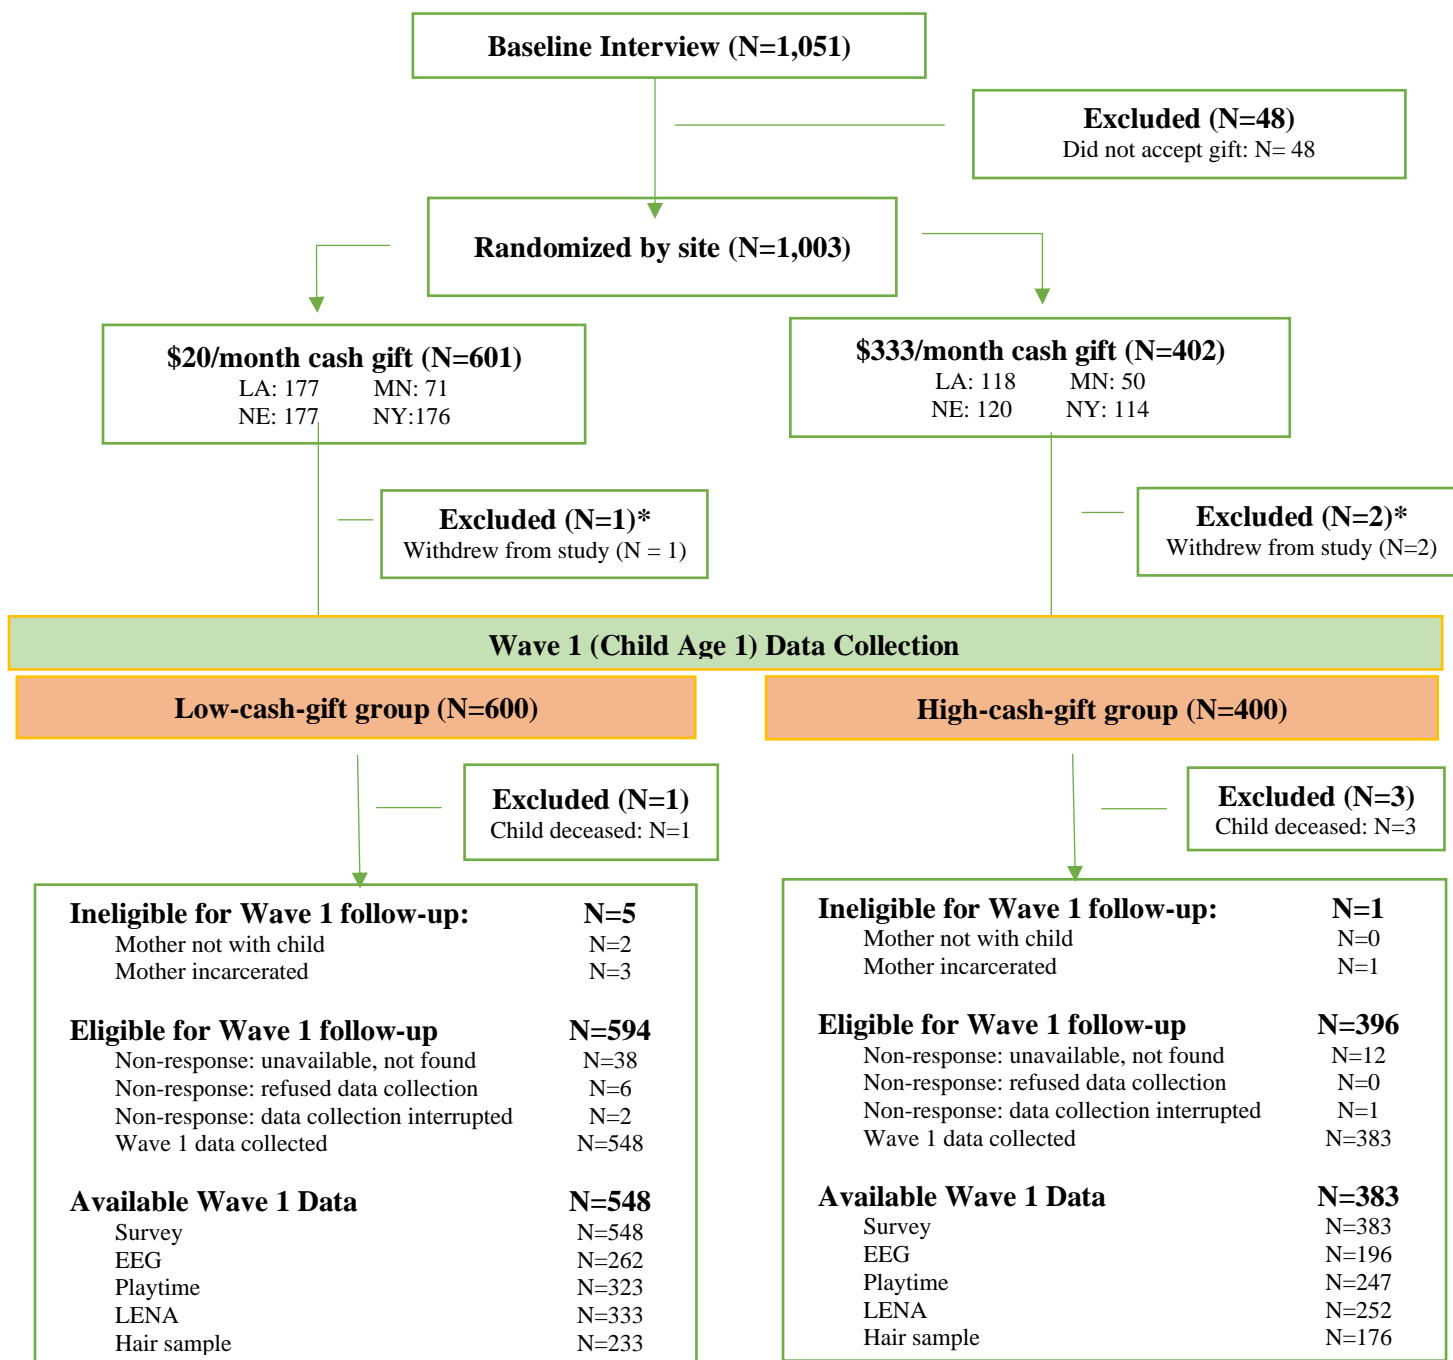 Baseline Interview (N=1,051)
Excluded (N=48)
Did not accept gift: N= 48
Randomized by site (N=1,003)
$20/month cash gift (N=601)
LA: 177 MN: 71
NE: 177 NY:176
$333/month cash gift (N=402)
LA: 118 MN: 50
NE: 120 NY: 114
Excluded (N=1)*
Withdrew from study (N = 1)
Excluded (N=2)*
Withdrew from study (N=2)
Wave 1 (Child Age 1) Data Collection
Low-cash-gift group (N=600)
High-cash-gift group (N=400)
Excluded (N=1)
Child deceased: N=1
Excluded (N=3)
Child deceased: N=3
Ineligible for Wave 1 follow-up: N=5
Mother not with child N=2
Mother incarcerated N=3
Eligible for Wave 1 follow-up N=594
Non-response: unavailable, not found N=38
Non-response: refused data collection N=6
Non-response: data collection interrupted N=2
Wave 1 data collected N=548
Available Wave 1 Data N=548
Survey N=548
EEG N=262
Playtime N=323
LENA N=333
Hair sample N=233
Ineligible for Wave 1 follow-up: N=1
Mother not with child N=0
Mother incarcerated N=1
Eligible for Wave 1 follow-up N=396
Non-response: unavailable, not found N=12
Non-response: refused data collection N=0
Non-response: data collection interrupted N=1
Wave 1 data collected N=383
Available Wave 1 Data N=383
Survey N=383
EEG N=196
Playtime N=247
LENA N=252
Hair sample N=176